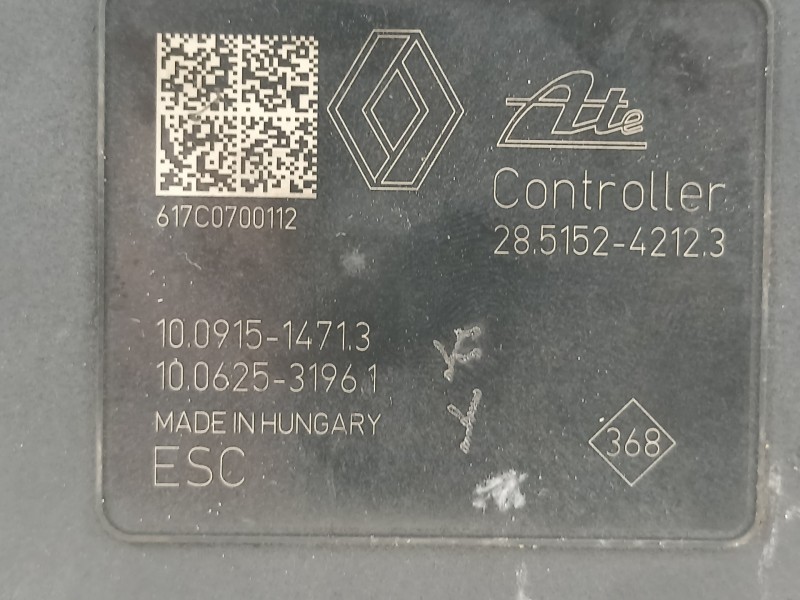 Ate
Controller
617C0700112
28.5152-4212.3
10.0915-1471.3
10.0625-3196.1
MADE IN HUNGARY
ESC
368